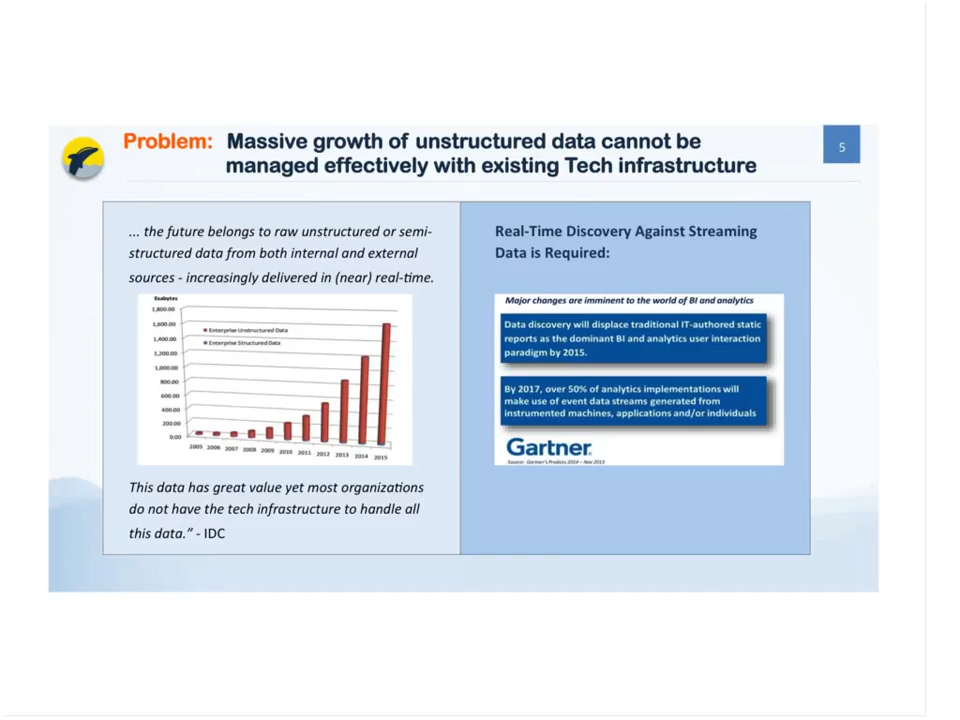 Problem: Massive growth of unstructured data cannot be
managed effectively with existing Tech infrastructure
5
... the future belongs to raw unstructured or semi-
structured data from both internal and external
sources - increasingly delivered in (near) real-time.
Exabytes
1,800.00
1,600.00
1,400.00
1,200.00
1,000.00
800.00
600.00
400.00
200.00
0.00
Enterprise Unstructured Data
Enterprise Structured Data
2005 2006 2007 2008 2009 2010 2011 2012 2013 2014 2015
This data has great value yet most organizations
do not have the tech infrastructure to handle all
this data.” - IDC
Real-Time Discovery Against Streaming
Data is Required:
Major changes are imminent to the world of BI and analytics
Data discovery will displace traditional IT-authored static
reports as the dominant BI and analytics user interaction
paradigm by 2015.
By 2017, over 50% of analytics implementations will
make use of event data streams generated from
instrumented machines, applications and/or individuals
Gartner
Source: Gartner's Predicts 2014 – Nov 2013